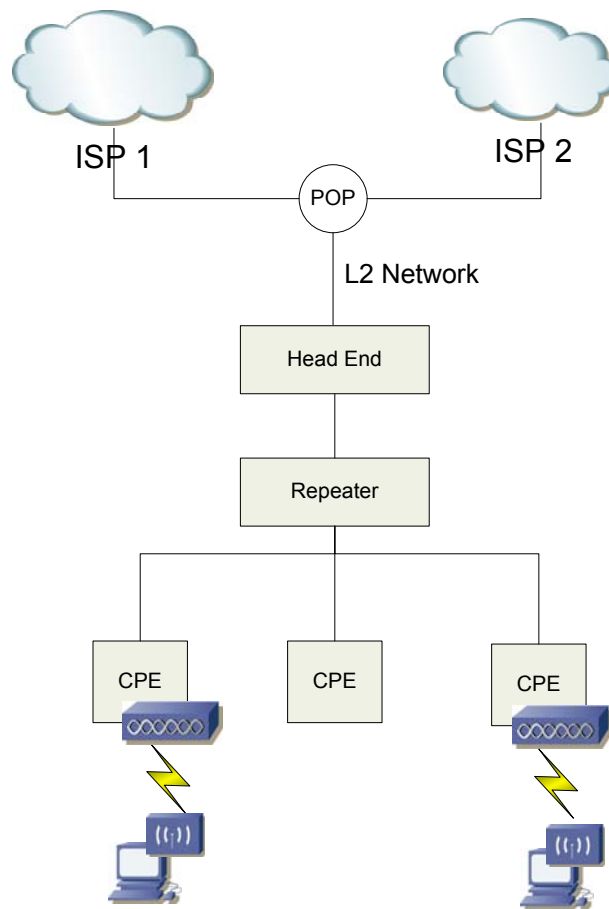 ISP 1
ISP 2
POP
L2 Network
Head End
Repeater
CPE
CPE
CPE